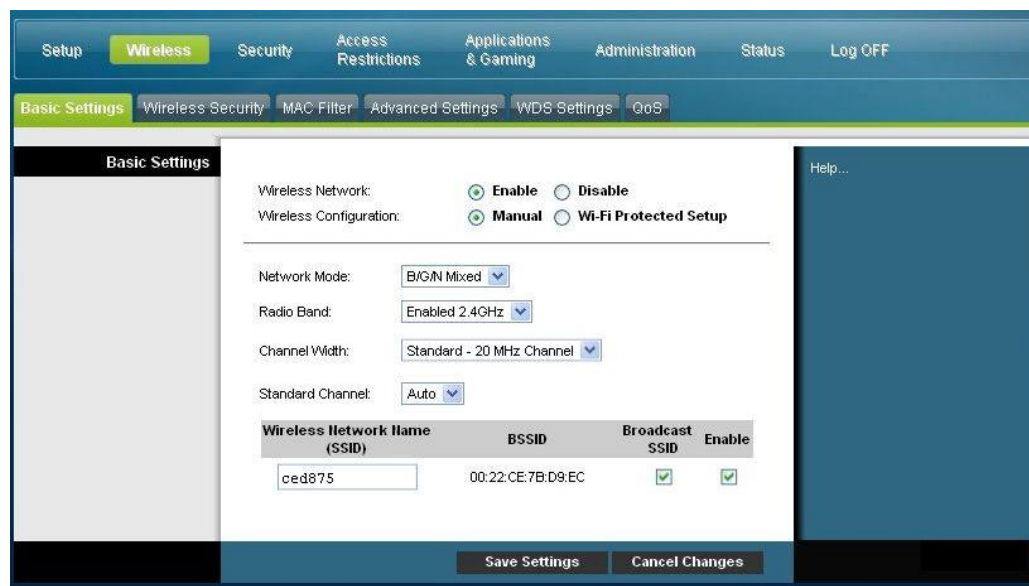 Setup Wireless Security Access Restrictions Applications & Gaming Administration Status Log OFF
Basic Settings Wireless Security MAC Filter Advanced Settings WDS Settings QoS
Basic Settings
Help...
Wireless Network: Enable Disable
Wireless Configuration: Manual Wi-Fi Protected Setup
Network Mode: B/G/N Mixed
Radio Band: Enabled 2.4GHz
Channel Width: Standard - 20 MHz Channel
Standard Channel: Auto
Wireless Network Name (SSID) BSSID Broadcast SSID Enable
ced875 00:22:CE:7B:D9:EC
Save Settings Cancel Changes